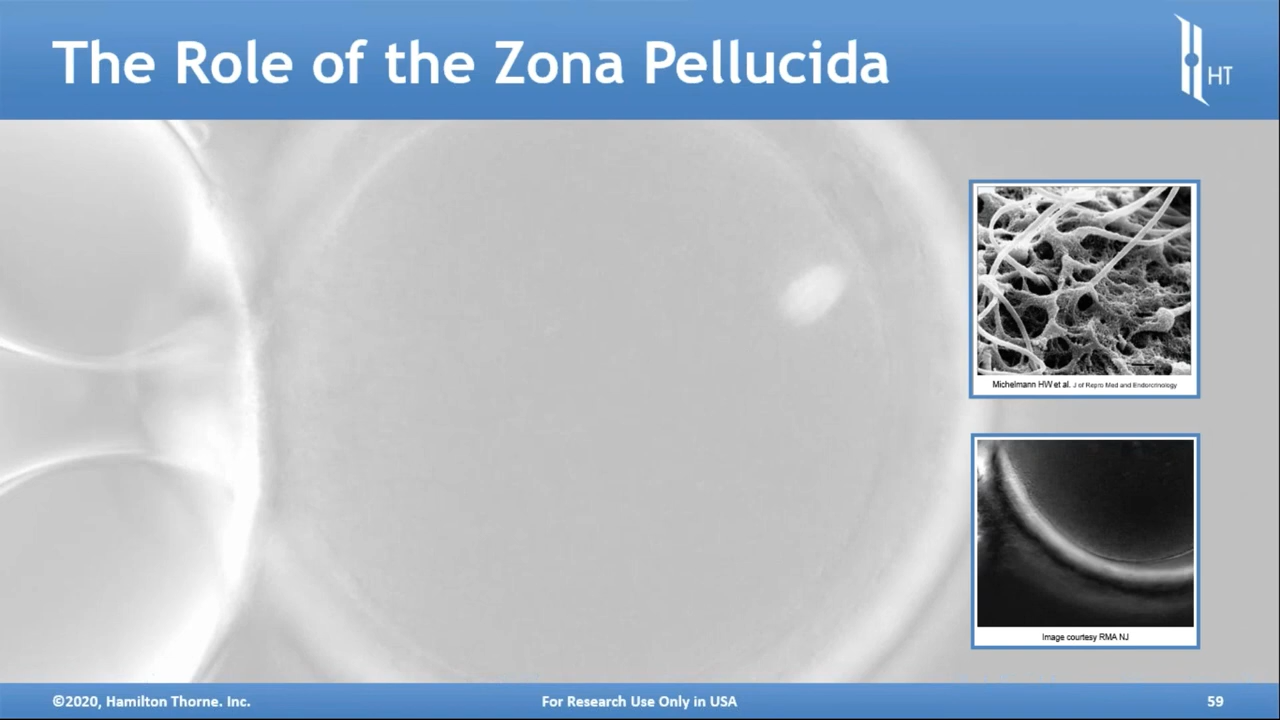 The Role of the Zona Pellucida
HT
Michelmann HW et al. J of Repro Med and Endorcrinology
Image courtesy RMA NJ
©2020, Hamilton Thorne. Inc.
For Research Use Only in USA
59